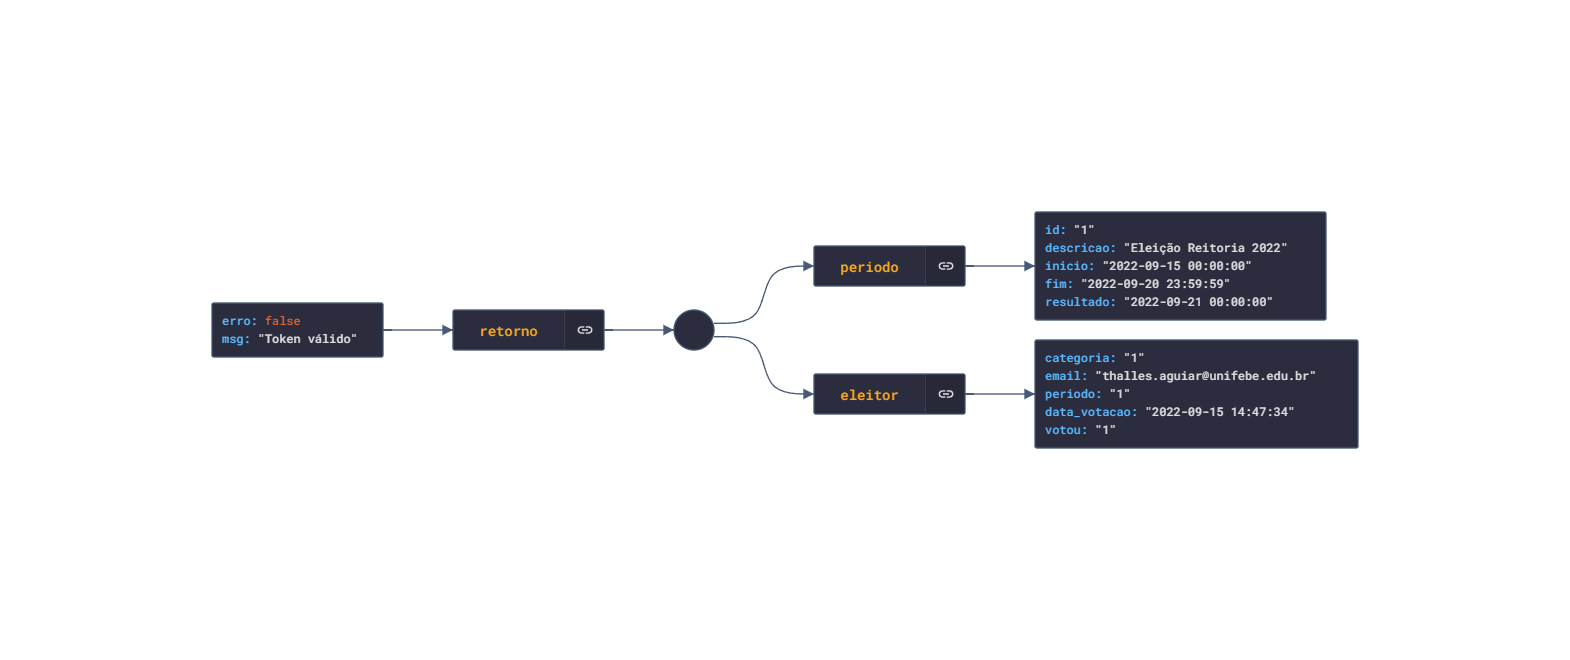 erro: false
msg: "Token válido"
retorno
periodo
id: "1"
descricao: "Eleição Reitoria 2022"
inicio: "2022-09-15 00:00:00"
fim: "2022-09-20 23:59:59"
resultado: "2022-09-21 00:00:00"
eleitor
categoria: "1"
email: "thalles.aguiar@unifebe.edu.br"
periodo: "1"
data_votacao: "2022-09-15 14:47:34"
votou: "1"